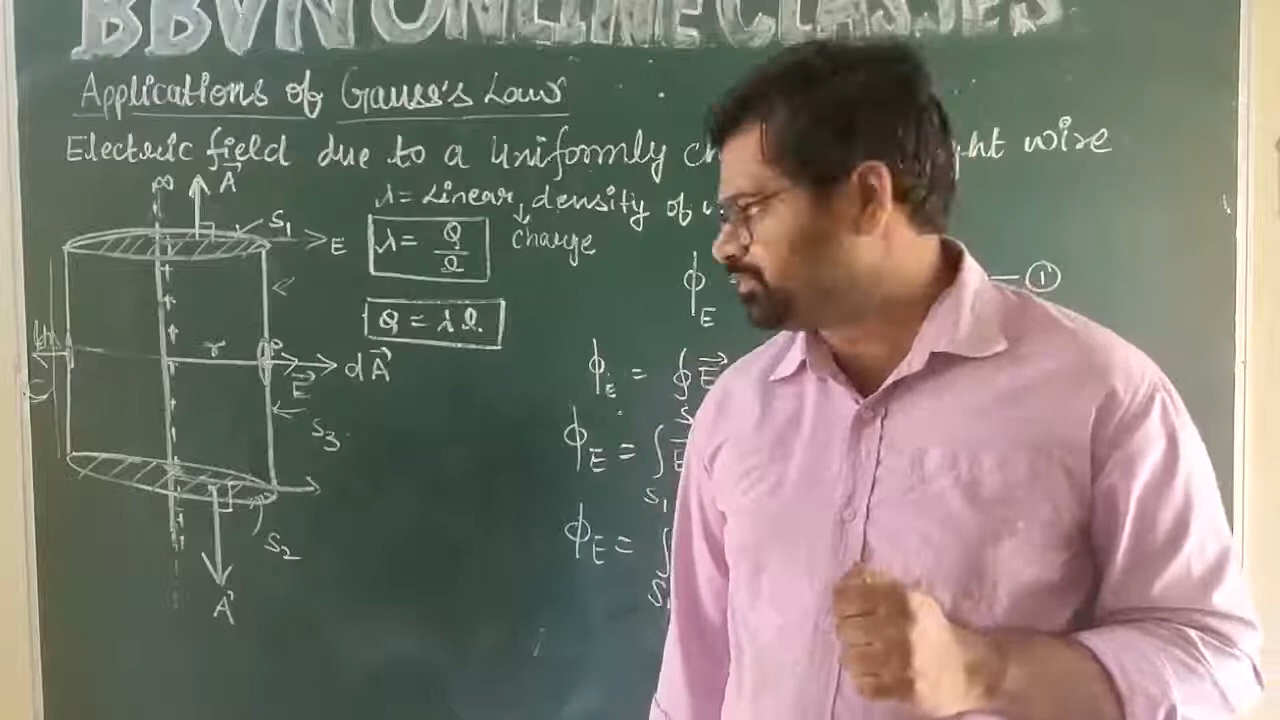 BBVN ONLINE CLASSES
Applications of Gauss's Law
Electric field due to a uniformly ch ght wire
∞ A⃗
λ = Linear density of
charge
S₁
E
λ = Q/l
Q = λ l.
ϕ_E — ①
r P
dA⃗
E⃗
S₃
ϕ_E = ∮ E⃗
ϕ_E = ∫ E
S₁
ϕ_E = ∫
S
S₂
A⃗